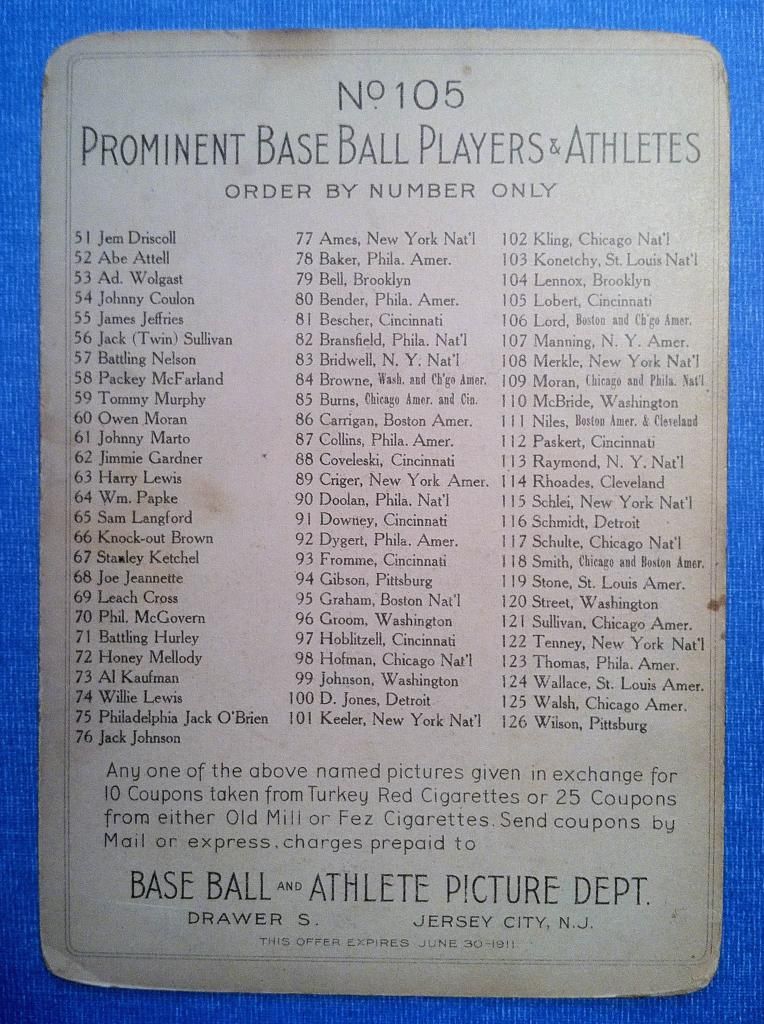 Nº 105
PROMINENT BASE BALL PLAYERS & ATHLETES
ORDER BY NUMBER ONLY
51 Jem Driscoll
52 Abe Attell
53 Ad. Wolgast
54 Johnny Coulon
55 James Jeffries
56 Jack (Twin) Sullivan
57 Battling Nelson
58 Packey McFarland
59 Tommy Murphy
60 Owen Moran
61 Johnny Marto
62 Jimmie Gardner
63 Harry Lewis
64 Wm. Papke
65 Sam Langford
66 Knock-out Brown
67 Stanley Ketchel
68 Joe Jeannette
69 Leach Cross
70 Phil. McGovern
71 Battling Hurley
72 Honey Mellody
73 Al Kaufman
74 Willie Lewis
75 Philadelphia Jack O'Brien
76 Jack Johnson
77 Ames, New York Nat'l
78 Baker, Phila. Amer.
79 Bell, Brooklyn
80 Bender, Phila. Amer.
81 Bescher, Cincinnati
82 Bransfield, Phila. Nat'l
83 Bridwell, N. Y. Nat'l
84 Browne, Wash. and Ch'go Amer.
85 Burns, Chicago Amer. and Cin.
86 Carrigan, Boston Amer.
87 Collins, Phila. Amer.
88 Coveleski, Cincinnati
89 Criger, New York Amer.
90 Doolan, Phila. Nat'l
91 Downey, Cincinnati
92 Dygert, Phila. Amer.
93 Fromme, Cincinnati
94 Gibson, Pittsburg
95 Graham, Boston Nat'l
96 Groom, Washington
97 Hoblitzell, Cincinnati
98 Hofman, Chicago Nat'l
99 Johnson, Washington
100 D. Jones, Detroit
101 Keeler, New York Nat'l
102 Kling, Chicago Nat'l
103 Konetchy, St. Louis Nat'l
104 Lennox, Brooklyn
105 Lobert, Cincinnati
106 Lord, Boston and Ch'go Amer.
107 Manning, N. Y. Amer.
108 Merkle, New York Nat'l
109 Moran, Chicago and Phila. Nat'l
110 McBride, Washington
111 Niles, Boston Amer. & Cleveland
112 Paskert, Cincinnati
113 Raymond, N. Y. Nat'l
114 Rhoades, Cleveland
115 Schlei, New York Nat'l
116 Schmidt, Detroit
117 Schulte, Chicago Nat'l
118 Smith, Chicago and Boston Amer.
119 Stone, St. Louis Amer.
120 Street, Washington
121 Sullivan, Chicago Amer.
122 Tenney, New York Nat'l
123 Thomas, Phila. Amer.
124 Wallace, St. Louis Amer.
125 Walsh, Chicago Amer.
126 Wilson, Pittsburg
Any one of the above named pictures given in exchange for
10 Coupons taken from Turkey Red Cigarettes or 25 Coupons
from either Old Mill or Fez Cigarettes. Send coupons by
Mail or express, charges prepaid to
BASE BALL AND ATHLETE PICTURE DEPT.
DRAWER S. JERSEY CITY, N.J.
THIS OFFER EXPIRES JUNE 30-1911.